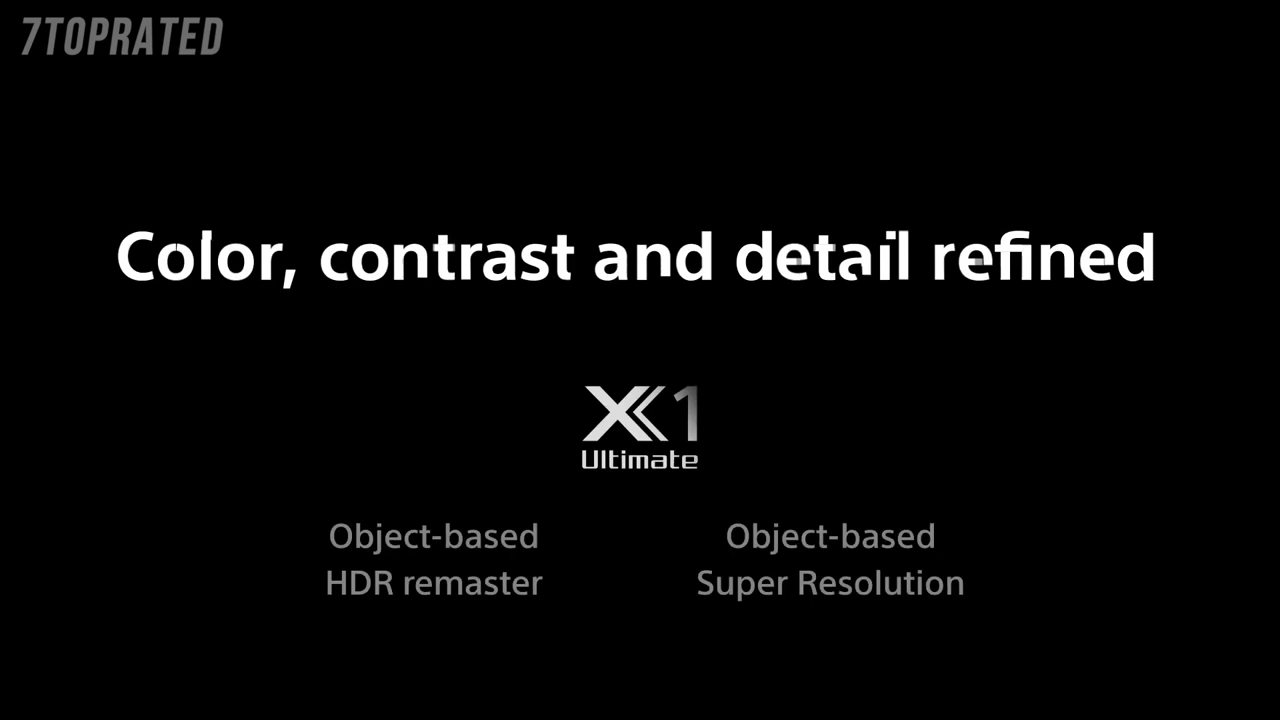 7TOPRATED
Color, contrast and detail refined
X1
Ultimate
Object-based
HDR remaster
Object-based
Super Resolution